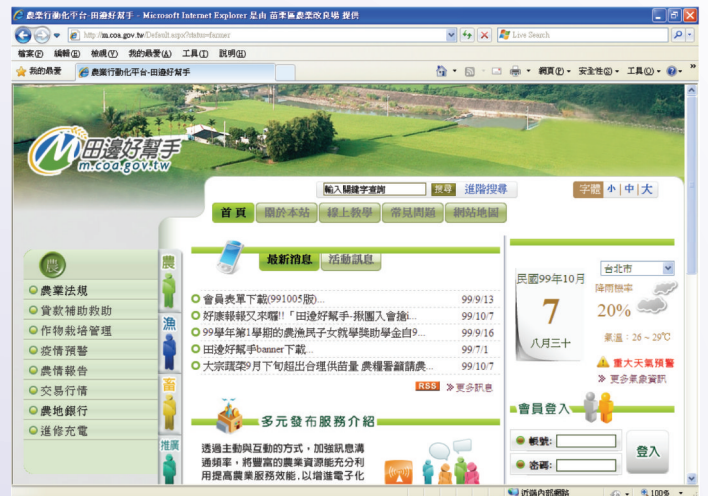 農業行動化平台-田邊好幫手 - Microsoft Internet Explorer 是由 苗栗區農業改良場 提供
http://m.coa.gov.tw/Default.aspx?status=farmer
Live Search
檔案(F) 編輯(E) 檢視(V) 我的最愛(A) 工具(T) 說明(H)
我的最愛 農業行動化平台-田邊好幫手 網頁(P) 安全性(S) 工具(O)
田邊好幫手
m.coa.gov.tw
輸入關鍵字查詢 搜尋 進階搜尋 字體 小|中|大
首頁 關於本站 線上教學 常見問題 網站地圖
農
農業法規
貸款補助救助
作物栽培管理
疫情預警
農情報告
交易行情
農地銀行
進修充電
農
漁
畜
推廣
最新消息 活動訊息
會員表單下載(991005版)... 99/9/13
好康報報又來囉!!「田邊好幫手-揪團入會搶i... 99/10/7
99學年第1學期的農漁民子女就學獎助學金自9... 99/9/16
田邊好幫手banner下載... 99/7/1
大宗蔬菜9月下旬超出合理供苗量 農糧署籲請農... 99/10/7
RSS 更多訊息
多元發布服務介紹
透過主動與互動的方式，加強訊息溝
通頻率，將豐富的農業資源能充分利
用提高農業服務效能，以增進電子化
民國99年10月
7
八月三十
台北市
降雨機率
20%
氣溫：26~29℃
重大天氣預警
更多氣象資訊
會員登入
帳號:
密碼:
登入
近端內部網路 100%